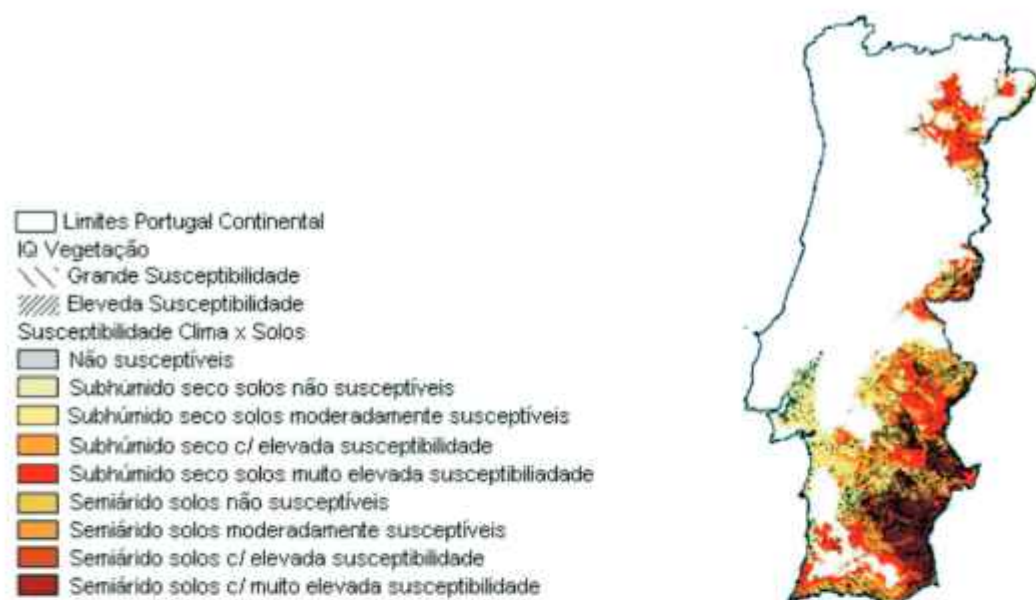 Limites Portugal Continental
IQ Vegetação
Grande Susceptibilidade
Eleveda Susceptibilidade
Susceptibilidade Clima x Solos
Não susceptíveis
Subhúmido seco solos não susceptíveis
Subhúmido seco solos moderadamente susceptíveis
Subhúmido seco c/ elevada susceptibilidade
Subhúmido seco solos muito elevada susceptibiliadade
Semiárido solos não susceptíveis
Semiárido solos moderadamente susceptíveis
Semiárido solos c/ elevada susceptibilidade
Semiárido solos c/ muito elevada susceptibilidade